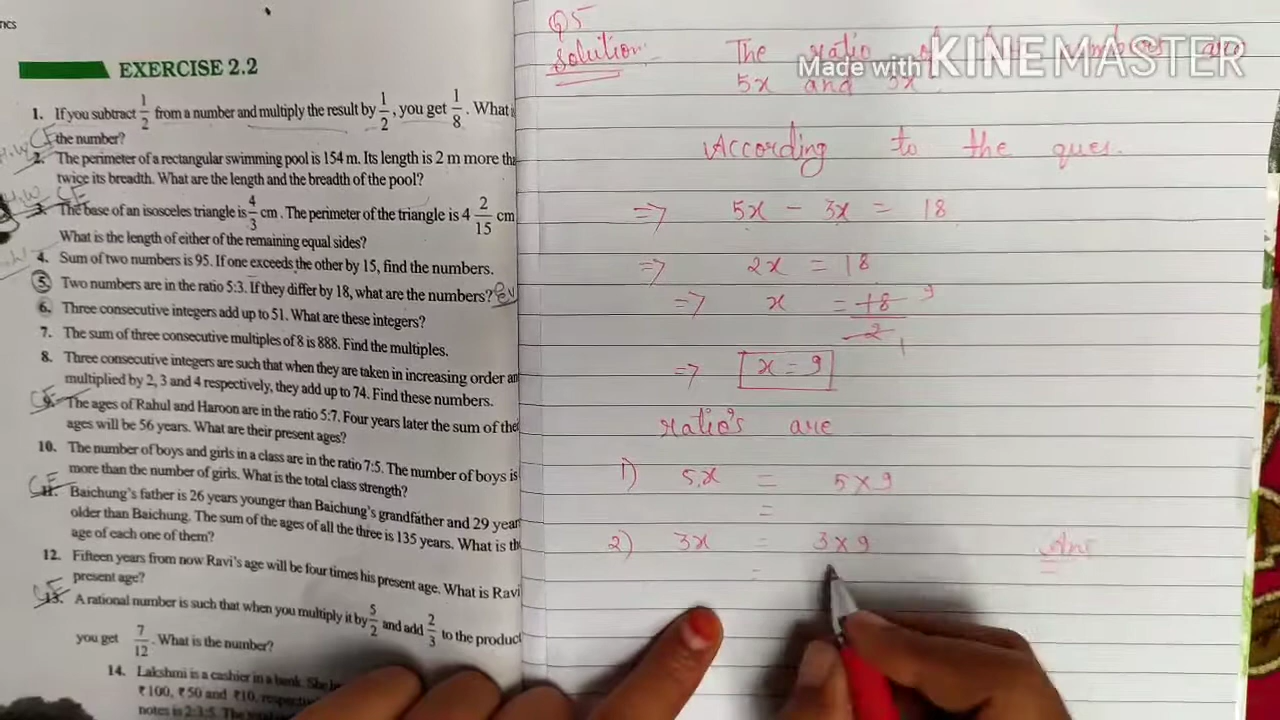 TICS
EXERCISE 2.2
1. If you subtract 1/2 from a number and multiply the result by 1/2, you get 1/8. What
the number?
2. The perimeter of a rectangular swimming pool is 154 m. Its length is 2 m more
twice its breadth. What are the length and the breadth of the pool?
3. The base of an isosceles triangle is 4/3 cm. The perimeter of the triangle is 4 2/15 cm
What is the length of either of the remaining equal sides?
4. Sum of two numbers is 95. If one exceeds the other by 15, find the numbers.
5. Two numbers are in the ratio 5:3. If they differ by 18, what are the numbers?
6. Three consecutive integers add up to 51. What are these integers?
7. The sum of three consecutive multiples of 8 is 888. Find the multiples.
8. Three consecutive integers are such that when they are taken in increasing order
multiplied by 2, 3 and 4 respectively, they add up to 74. Find these numbers.
9. The ages of Rahul and Haroon are in the ratio 5:7. Four years later the sum of the
ages will be 56 years. What are their present ages?
10. The number of boys and girls in a class are in the ratio 7:5. The number of boys is
more than the number of girls. What is the total class strength?
11. Baichung's father is 26 years younger than Baichung's grandfather and 29
older than Baichung. The sum of the ages of all the three is 135 years. What is
age of each one of them?
12. Fifteen years from now Ravi's age will be four times his present age. What is
present age?
13. A rational number is such that when you multiply it by 5/2 and add 2/3 to the
you get 7/12. What is the number?
14. Lakshmi is a cashier in a bank. She
₹100, ₹50 and ₹10,
notes is 2:3:5. The
Q5
Solution:- The ratio of numbers are
5x and 3x
According to the ques.
=> 5x - 3x = 18
=> 2x = 18
=> x = 18/2 9 1
=> x = 9
ratio's are
1) 5x = 5×9
=
2) 3x = 3×9 Ans
=
Made with KINEMASTER